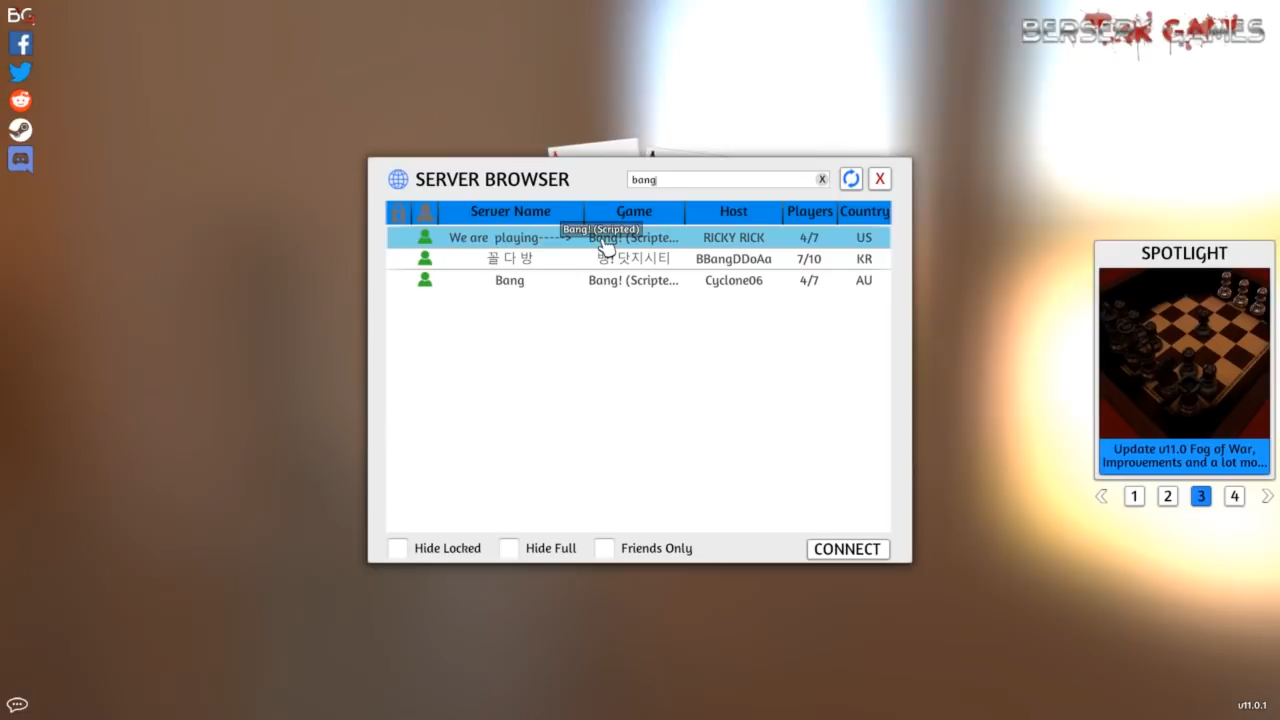 BERSERK GAMES
SERVER BROWSER
bang
X
X
Server Name Game Host Players Country
Bang! (Scripted)
We are playing-----> Bang! (Scripte... RICKY RICK 4/7 US
꼴 다 방 뱅! 닷지시티 BBangDDoAa 7/10 KR
Bang Bang! (Scripte... Cyclone06 4/7 AU
Hide Locked Hide Full Friends Only CONNECT
SPOTLIGHT
Update v11.0 Fog of War,
Improvements and a lot mo...
1 2 3 4
v11.0.1